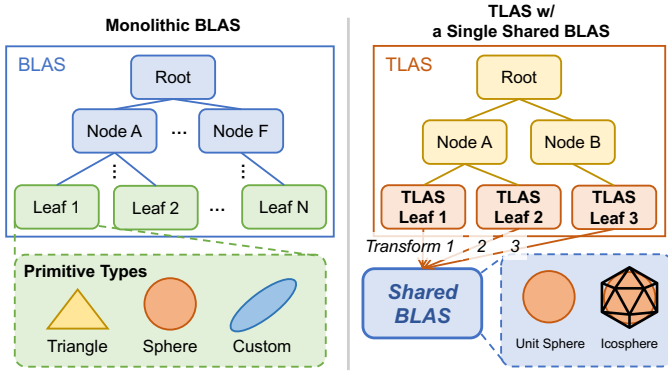 Monolithic BLAS
BLAS
Root
Node A
...
Node F
⋮
⋮
Leaf 1
Leaf 2
...
Leaf N
Primitive Types
Triangle
Sphere
Custom
TLAS w/
a Single Shared BLAS
TLAS
Root
Node A
Node B
TLAS
Leaf 1
TLAS
Leaf 2
TLAS
Leaf 3
Transform 1
2
3
Shared
BLAS
Unit Sphere
Icosphere